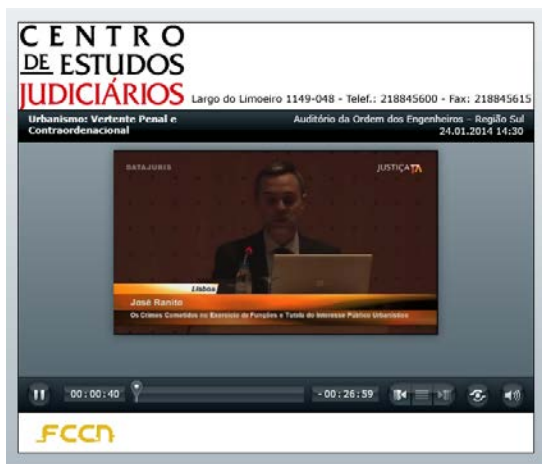 CENTRO
DE ESTUDOS
JUDICIÁRIOS
Largo do Limoeiro 1149-048 - Telef.: 218845600 - Fax: 218845615
Urbanismo: Vertente Penal e
Contraordenacional
Auditório da Ordem dos Engenheiros - Região Sul
24.01.2014 14:30
DATAJURIS
JUSTIÇA TV
Lisboa
José Ranito
Os Crimes Cometidos no Exercício de Funções e Tutela do Interesse Público Urbanístico
00:00:40
-00:26:59
FCCN